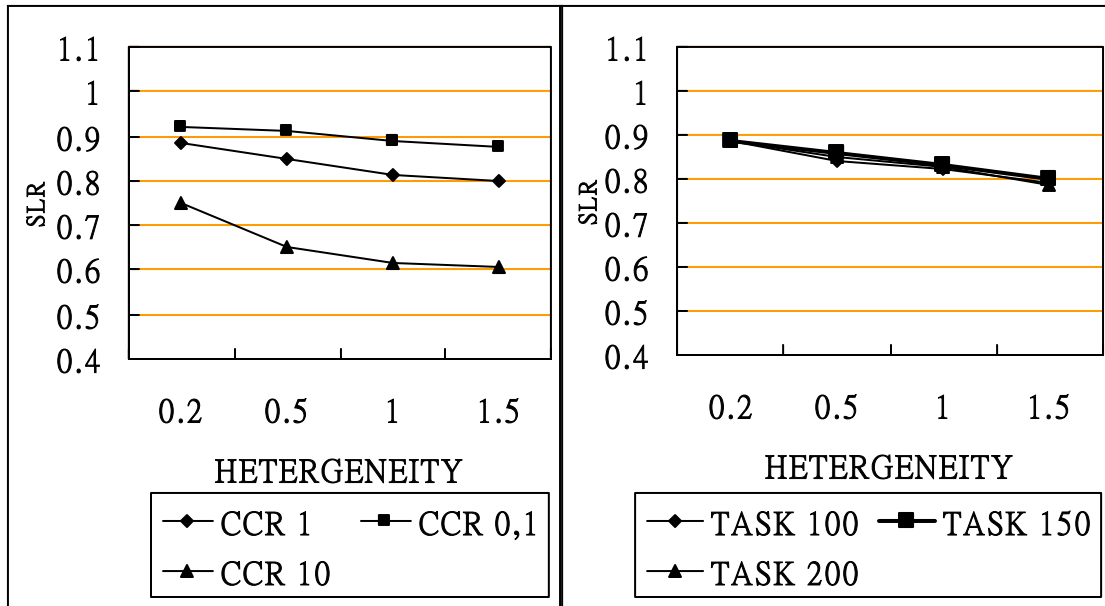 1.1
1
0.9
0.8
0.7
0.6
0.5
0.4
SLR
0.2 0.5 1 1.5
HETERGENEITY
CCR 1 CCR 0,1
CCR 10
1.1
1
0.9
0.8
0.7
0.6
0.5
0.4
SLR
0.2 0.5 1 1.5
HETERGENEITY
TASK 100 TASK 150
TASK 200